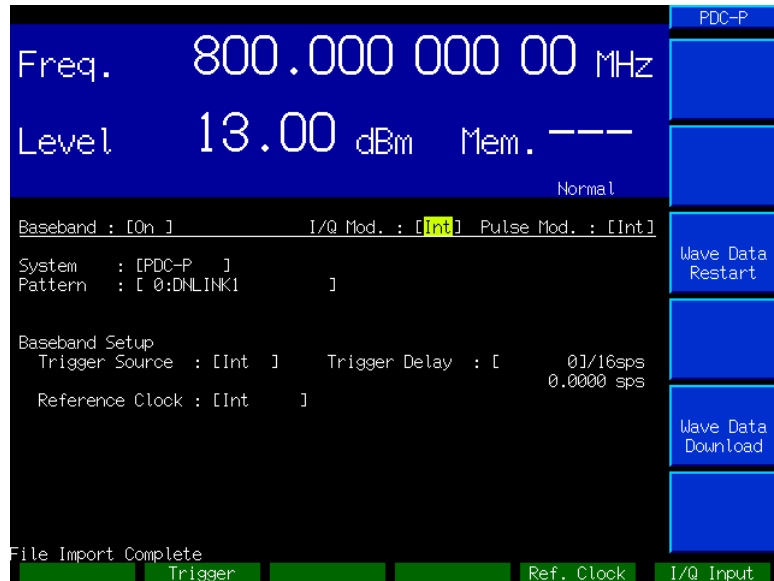 PDC-P
Freq. 800.000 000 00 MHz
Level 13.00 dBm Mem. ---
Normal
Baseband : [On ] I/Q Mod. : [Int] Pulse Mod. : [Int]
System : [PDC-P ]
Pattern : [ 0:DNLINK1 ]
Wave Data
Restart
Baseband Setup
Trigger Source : [Int ] Trigger Delay : [ 0]/16sps
0.0000 sps
Reference Clock : [Int ]
Wave Data
Download
File Import Complete
Trigger Ref. Clock I/Q Input